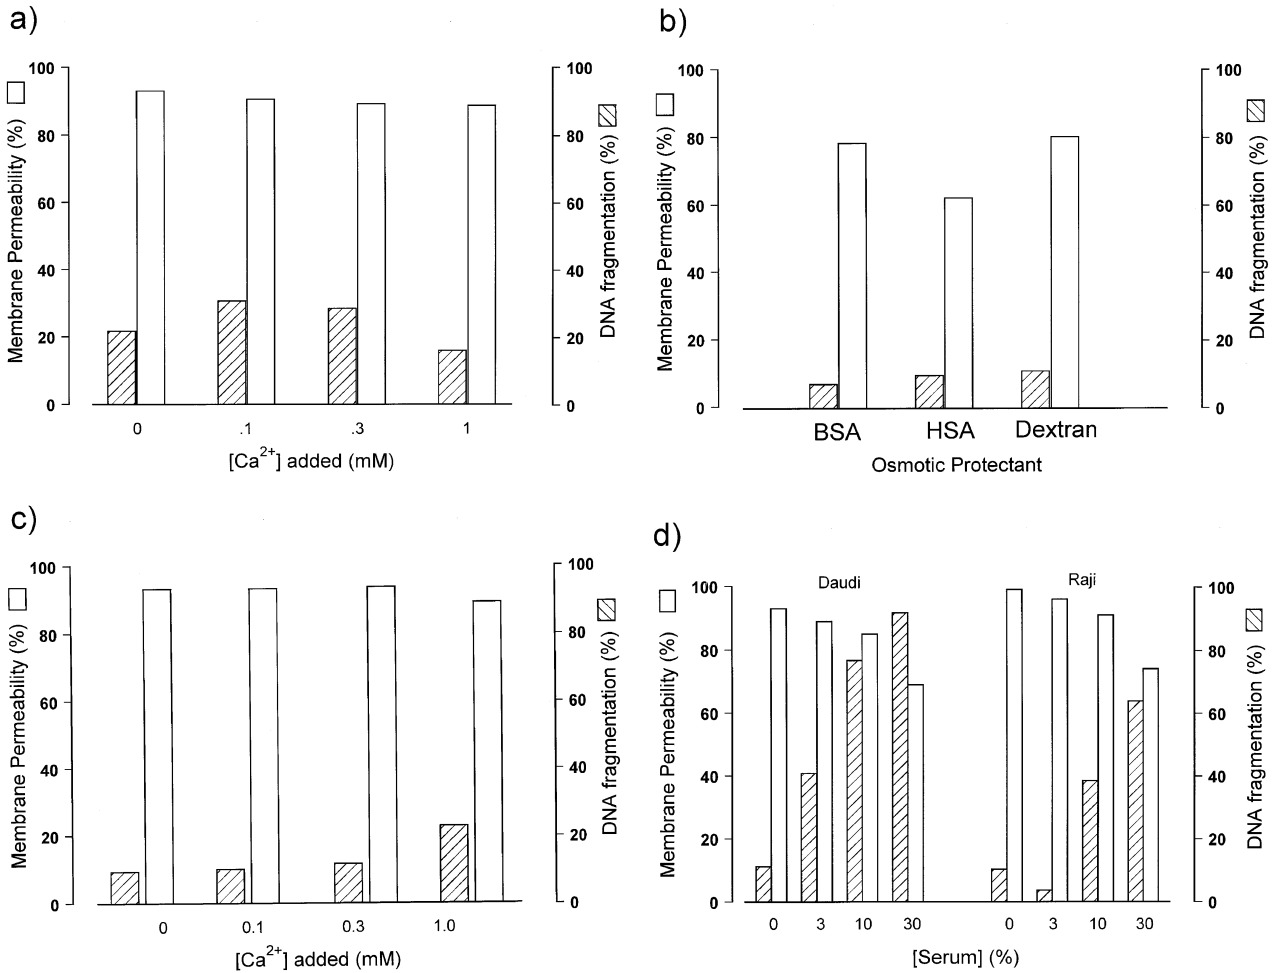 a)
Membrane Permeability (%)
100
80
60
40
20
0
100
80
60
40
20
0
DNA fragmentation (%)
0 .1 .3 1
[Ca2+] added (mM)
b)
Membrane Permeability (%)
100
80
60
40
20
0
100
80
60
40
20
0
DNA fragmentation (%)
BSA HSA Dextran
Osmotic Protectant
c)
Membrane Permeability (%)
100
80
60
40
20
0
100
80
60
40
20
0
DNA fragmentation (%)
0 0.1 0.3 1.0
[Ca2+] added (mM)
d)
Daudi Raji
Membrane Permeability (%)
100
80
60
40
20
0
100
80
60
40
20
0
DNA fragmentation (%)
0 3 10 30 0 3 10 30
[Serum] (%)